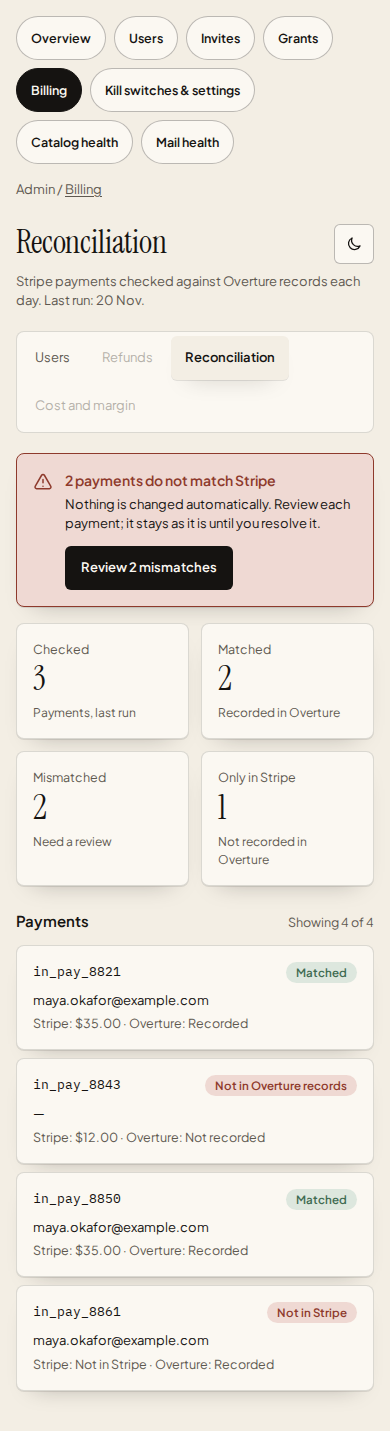 Overview Users Invites Grants
Billing Kill switches & settings
Catalog health Mail health
Admin / Billing
Reconciliation
Stripe payments checked against Overture records each
day. Last run: 20 Nov.
Users Refunds Reconciliation
Cost and margin
2 payments do not match Stripe
Nothing is changed automatically. Review each
payment; it stays as it is until you resolve it.
Review 2 mismatches
Checked
3
Payments, last run
Matched
2
Recorded in Overture
Mismatched
2
Need a review
Only in Stripe
1
Not recorded in
Overture
Payments Showing 4 of 4
in_pay_8821 Matched
maya.okafor@example.com
Stripe: $35.00 · Overture: Recorded
in_pay_8843 Not in Overture records
—
Stripe: $12.00 · Overture: Not recorded
in_pay_8850 Matched
maya.okafor@example.com
Stripe: $35.00 · Overture: Recorded
in_pay_8861 Not in Stripe
maya.okafor@example.com
Stripe: Not in Stripe · Overture: Recorded